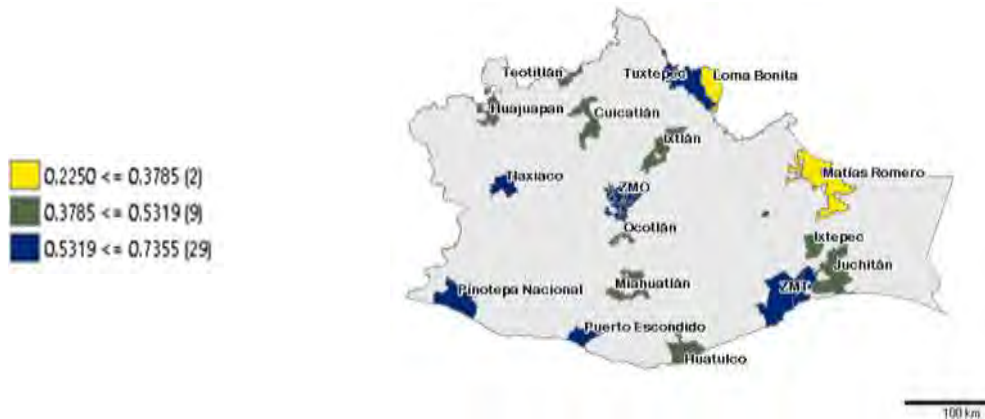 Teotitlán
Tuxtepec
Loma Bonita
Huajuapan
Cuicatlán
Ixtlán
0.2250 <= 0.3785 (2)
0.3785 <= 0.5319 (9)
0.5319 <= 0.7355 (29)
Tlaxiaco
ZMO
Matías Romero
Ocotlán
Ixtepec
Juchitán
Pinotepa Nacional
Miahuatlán
ZMT
Puerto Escondido
Huatulco
100 km